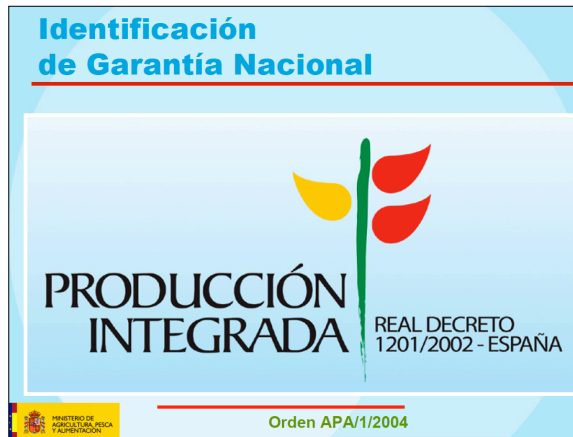 Identificación
de Garantía Nacional
PRODUCCIÓN
INTEGRADA
REAL DECRETO
1201/2002 - ESPAÑA
MINISTERIO DE
AGRICULTURA, PESCA
Y ALIMENTACIÓN
Orden APA/1/2004